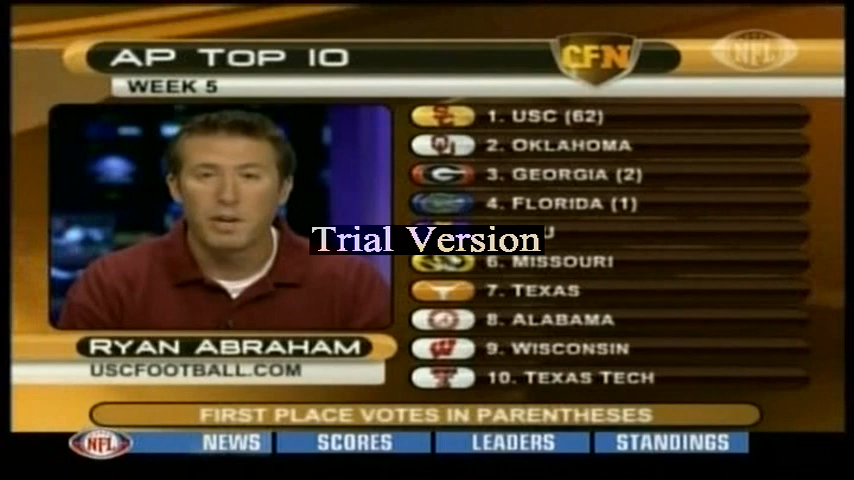 AP TOP 10
CFN
NFL
WEEK 5
1. USC (62)
2. OKLAHOMA
3. GEORGIA (2)
4. FLORIDA (1)
Trial Version
6. MISSOURI
7. TEXAS
8. ALABAMA
9. WISCONSIN
10. TEXAS TECH
RYAN ABRAHAM
USCFOOTBALL.COM
FIRST PLACE VOTES IN PARENTHESES
NFL NEWS SCORES LEADERS STANDINGS